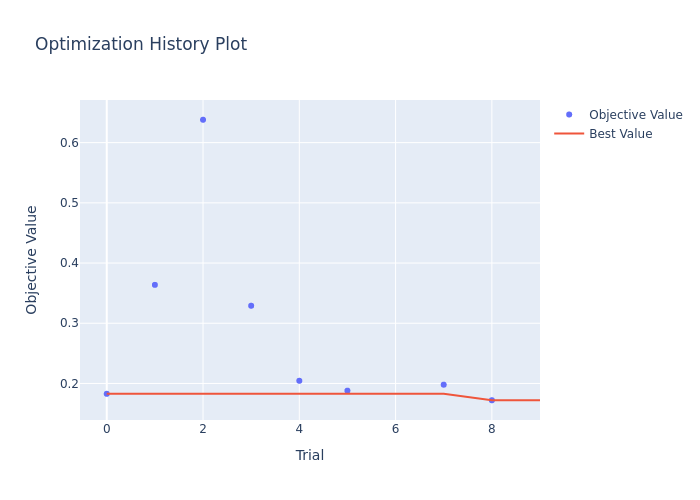 Optimization History Plot
Objective Value
Best Value
0.6
0.5
0.4
0.3
0.2
Objective Value
0
2
4
6
8
Trial